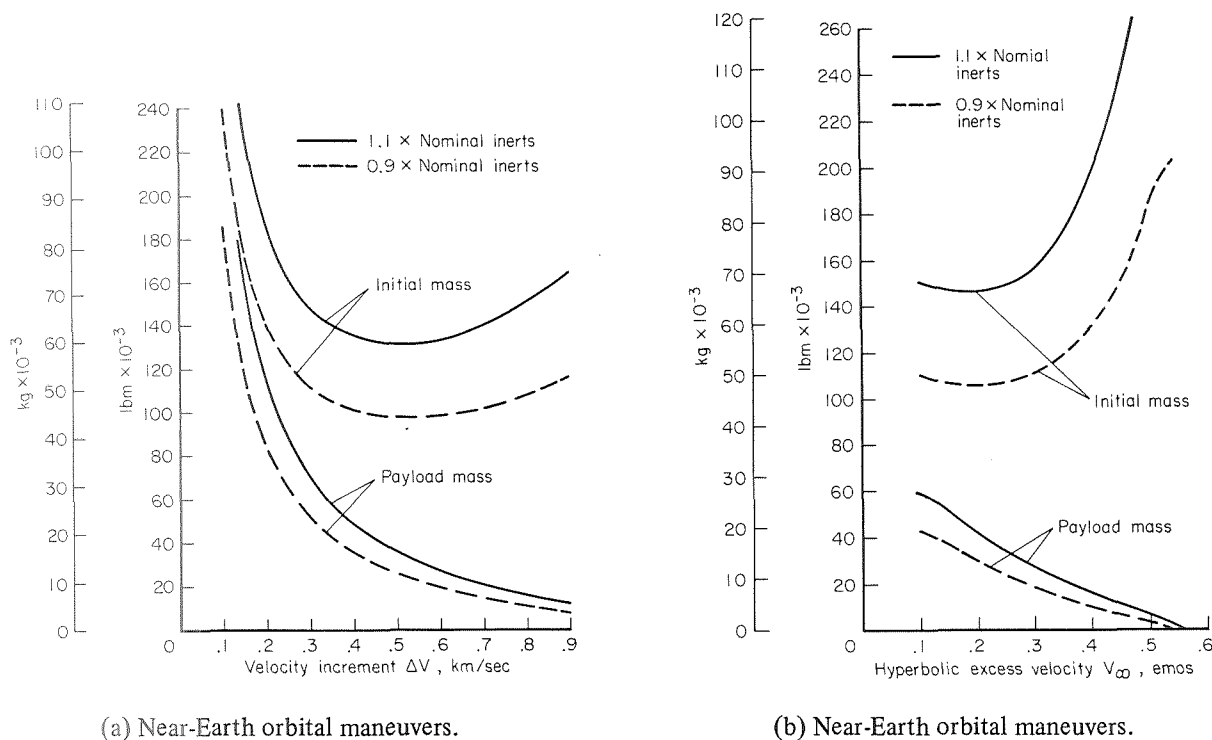 110
100
90
80
70
60
50
40
30
20
10
0
kg × 10⁻³
240
220
200
180
160
140
120
100
80
60
40
20
0
lbm × 10⁻³
1.1 × Nominal inerts
0.9 × Nominal inerts
Initial mass
Payload mass
.1 .2 .3 .4 .5 .6 .7 .8 .9
Velocity increment ΔV, km/sec
(a) Near-Earth orbital maneuvers.
120
110
100
90
80
70
60
50
40
30
20
10
0
kg × 10⁻³
260
240
220
200
180
160
140
120
100
80
60
40
20
0
lbm × 10⁻³
1.1 × Nomial
inerts
0.9 × Nominal
inerts
Initial mass
Payload mass
.1 .2 .3 .4 .5 .6
Hyperbolic excess velocity V∞, emos
(b) Near-Earth orbital maneuvers.